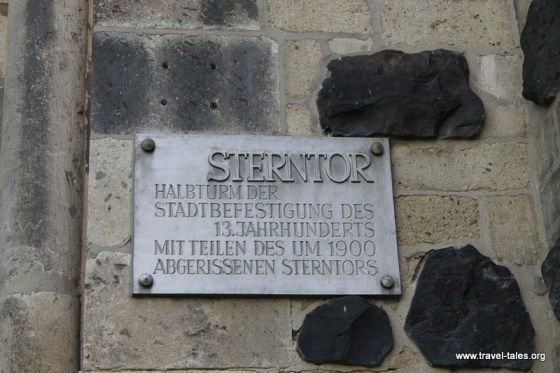 STERNTOR
HALBTURM DER
STADTBEFESTIGUNG DES
13. JAHRHUNDERTS
MIT TEILEN DES UM 1900
ABGERISSENEN STERNTORS
www.travel-tales.org